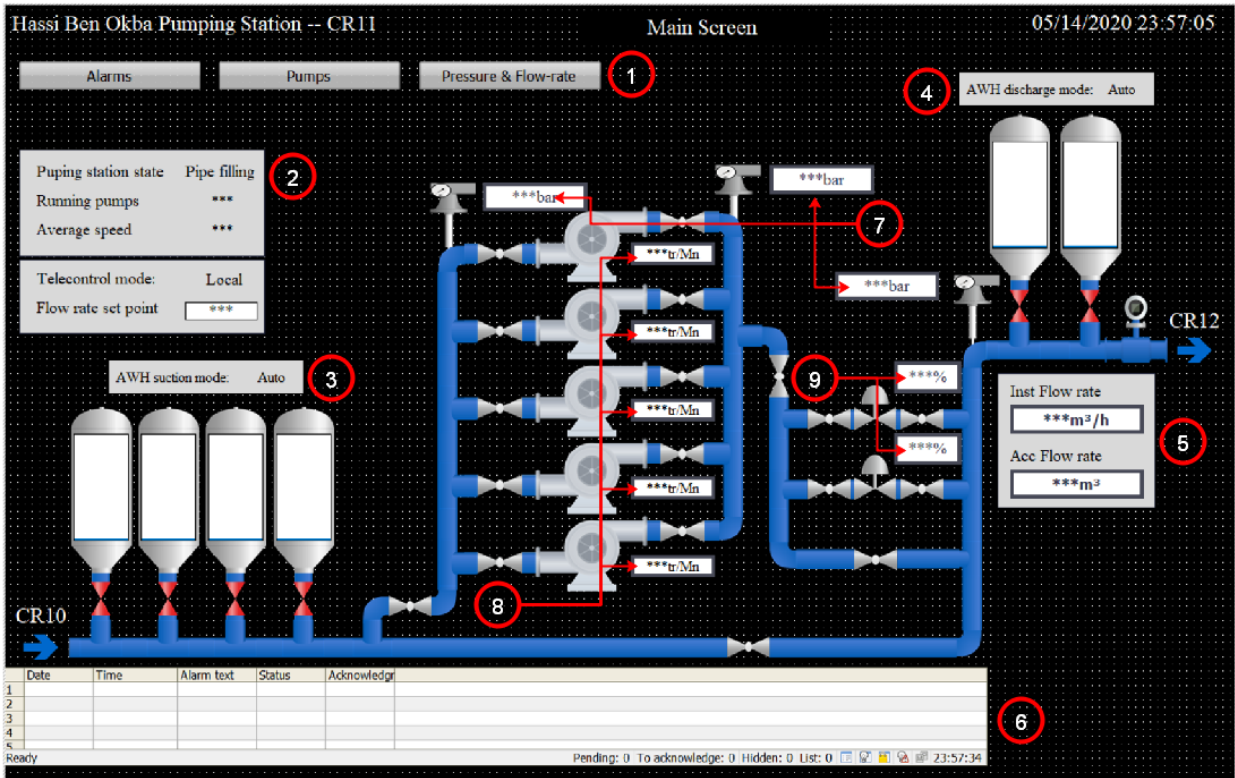 Hassi Ben Okba Pumping Station -- CR11
Main Screen
05/14/2020 23:57:05
Alarms
Pumps
Pressure & Flow-rate
1
4
AWH discharge mode: Auto
Puping station state Pipe filling
Running pumps ***
Average speed ***
2
Telecontrol mode: Local
Flow rate set point ***
***bar
***bar
7
***bar
***tr/Mn
***tr/Mn
***tr/Mn
***tr/Mn
***tr/Mn
8
CR12
AWH suction mode: Auto
3
9
***%
***%
Inst Flow rate
***m³/h
Acc Flow rate
***m³
5
CR10
Date Time Alarm text Status Acknowledgr
1
2
3
4
5
6
Ready
Pending: 0 To acknowledge: 0 Hidden: 0 List: 0 23:57:34